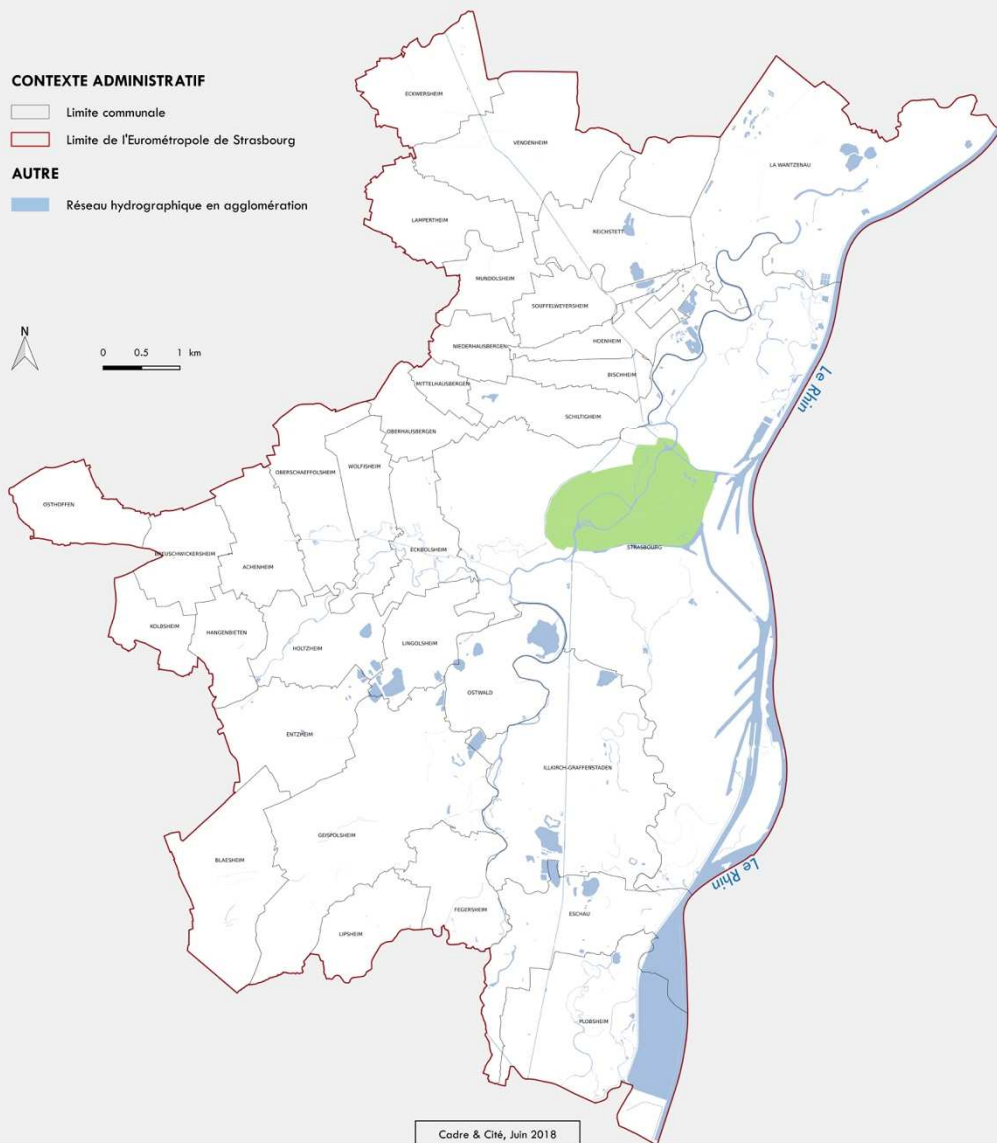 CONTEXTE ADMINISTRATIF
Limite communale
Limite de l'Eurométropole de Strasbourg
AUTRE
Réseau hydrographique en agglomération
N
0 0.5 1 km
ECKWERSHEIM
VENDENHEIM
LA WANTZENAU
LAMPERTHEIM
REICHSTETT
MUNDOLSHEIM
SOUFFELWEYERSHEIM
HOENHEIM
NIEDERHAUSBERGEN
BISCHHEIM
MITTELHAUSBERGEN
Le Rhin
SCHILTIGHEIM
OBERHAUSBERGEN
WOLFISHEIM
OBERSCHAEFFOLSHEIM
OSTHOFFEN
STRASBOURG
ECKBOLSHEIM
BREUSCHWICKERSHEIM
ACHENHEIM
KOLBSHEIM
HANGENBIETEN
LINGOLSHEIM
HOLTZHEIM
OSTWALD
ENTZHEIM
ILLKIRCH-GRAFFENSTADEN
GEISPOLSHEIM
BLAESHEIM
Le Rhin
FEGERSHEIM
ESCHAU
LIPSHEIM
PLOBSHEIM
Cadre & Cité, Juin 2018